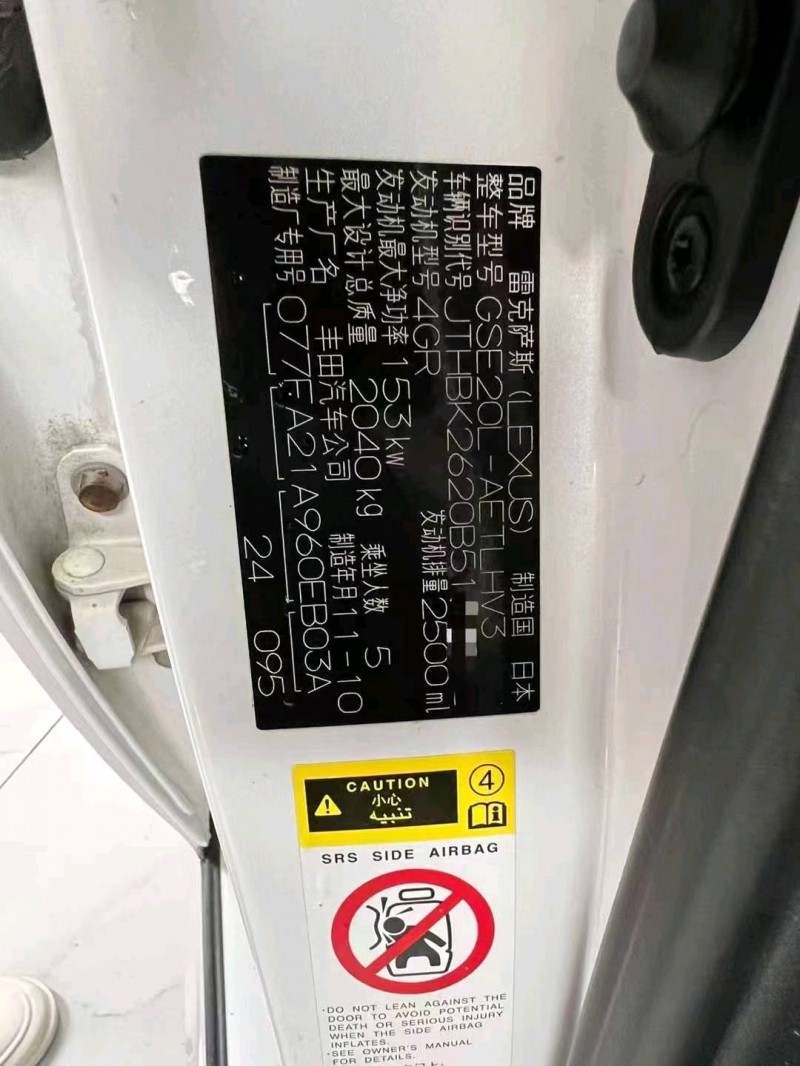 品牌 雷克萨斯 (LEXUS) 制造国 日本
整车型号 GSE20L-AETLHV3
车辆识别代号 JTHBK2620B51
发动机型号 4GR 发动机排量 2500 ml
发动机最大净功率 153 kw
最大设计总质量 2040 kg 乘坐人数 5
生产厂名 丰田汽车公司 制造年月 11-10
制造厂专用号 077 FA21 A960E B03A
24 095
CAUTION
小心
تنبيه
4
SRS SIDE AIRBAG
·DO NOT LEAN AGAINST THE
DOOR TO AVOID POTENTIAL
DEATH OR SERIOUS INJURY
WHEN THE SIDE AIRBAG
INFLATES.
·SEE OWNER'S MANUAL
FOR DETAILS.